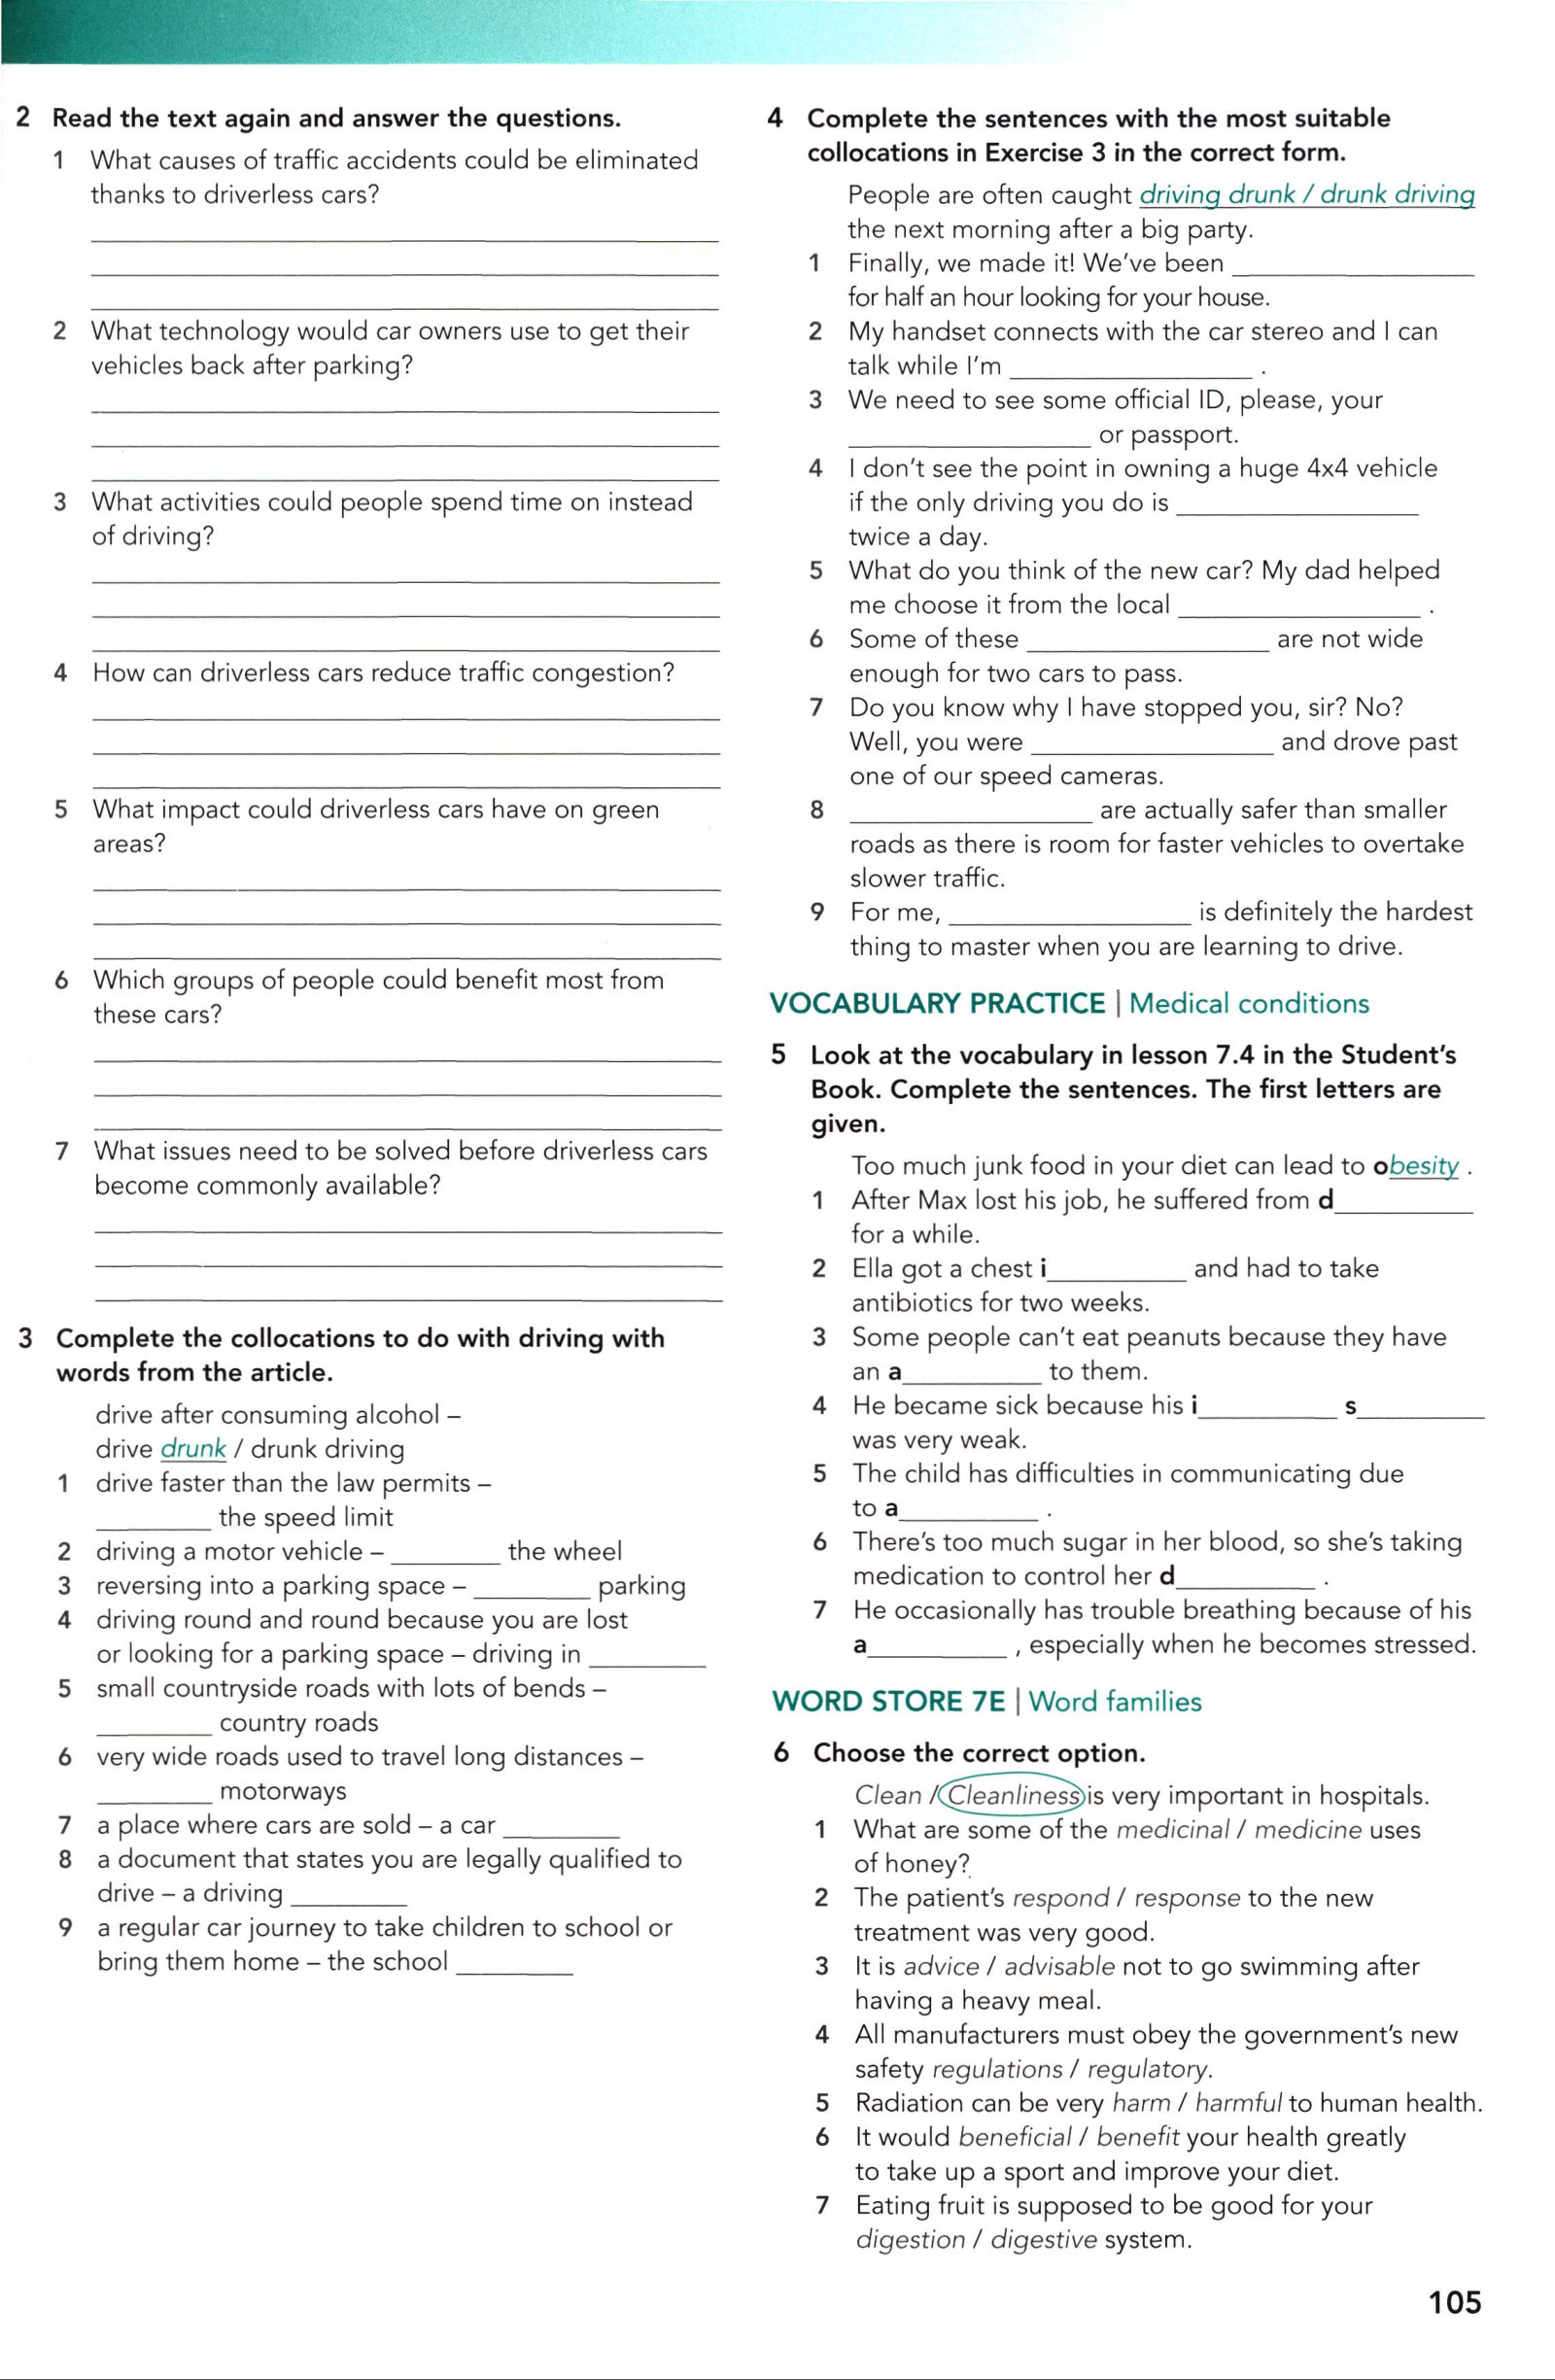 2 Read the text again and answer the questions.
1 What causes of traffic accidents could be eliminated
thanks to driverless cars?
2 What technology would car owners use to get their
vehicles back after parking?
3 What activities could people spend time on instead
of driving?
4 How can driverless cars reduce traffic congestion?
5 What impact could driverless cars have on green
areas?
6 Which groups of people could benefit most from
these cars?
7 What issues need to be solved before driverless cars
become commonly available?
3 Complete the collocations to do with driving with
words from the article.
drive after consuming alcohol –
drive drunk / drunk driving
1 drive faster than the law permits –
________ the speed limit
2 driving a motor vehicle – ________ the wheel
3 reversing into a parking space – ________ parking
4 driving round and round because you are lost
or looking for a parking space – driving in ________
5 small countryside roads with lots of bends –
________ country roads
6 very wide roads used to travel long distances –
________ motorways
7 a place where cars are sold – a car ________
8 a document that states you are legally qualified to
drive – a driving ________
9 a regular car journey to take children to school or
bring them home – the school ________
4 Complete the sentences with the most suitable
collocations in Exercise 3 in the correct form.
People are often caught driving drunk / drunk driving
the next morning after a big party.
1 Finally, we made it! We've been ________
for half an hour looking for your house.
2 My handset connects with the car stereo and I can
talk while I'm ________ .
3 We need to see some official ID, please, your
________ or passport.
4 I don't see the point in owning a huge 4x4 vehicle
if the only driving you do is ________
twice a day.
5 What do you think of the new car? My dad helped
me choose it from the local ________ .
6 Some of these ________ are not wide
enough for two cars to pass.
7 Do you know why I have stopped you, sir? No?
Well, you were ________ and drove past
one of our speed cameras.
8 ________ are actually safer than smaller
roads as there is room for faster vehicles to overtake
slower traffic.
9 For me, ________ is definitely the hardest
thing to master when you are learning to drive.
VOCABULARY PRACTICE | Medical conditions
5 Look at the vocabulary in lesson 7.4 in the Student's
Book. Complete the sentences. The first letters are
given.
Too much junk food in your diet can lead to obesity .
1 After Max lost his job, he suffered from d________
for a while.
2 Ella got a chest i________ and had to take
antibiotics for two weeks.
3 Some people can't eat peanuts because they have
an a________ to them.
4 He became sick because his i________ s________
was very weak.
5 The child has difficulties in communicating due
to a________ .
6 There's too much sugar in her blood, so she's taking
medication to control her d________ .
7 He occasionally has trouble breathing because of his
a________ , especially when he becomes stressed.
WORD STORE 7E | Word families
6 Choose the correct option.
Clean / Cleanliness is very important in hospitals.
1 What are some of the medicinal / medicine uses
of honey?
2 The patient's respond / response to the new
treatment was very good.
3 It is advice / advisable not to go swimming after
having a heavy meal.
4 All manufacturers must obey the government's new
safety regulations / regulatory.
5 Radiation can be very harm / harmful to human health.
6 It would beneficial / benefit your health greatly
to take up a sport and improve your diet.
7 Eating fruit is supposed to be good for your
digestion / digestive system.
105